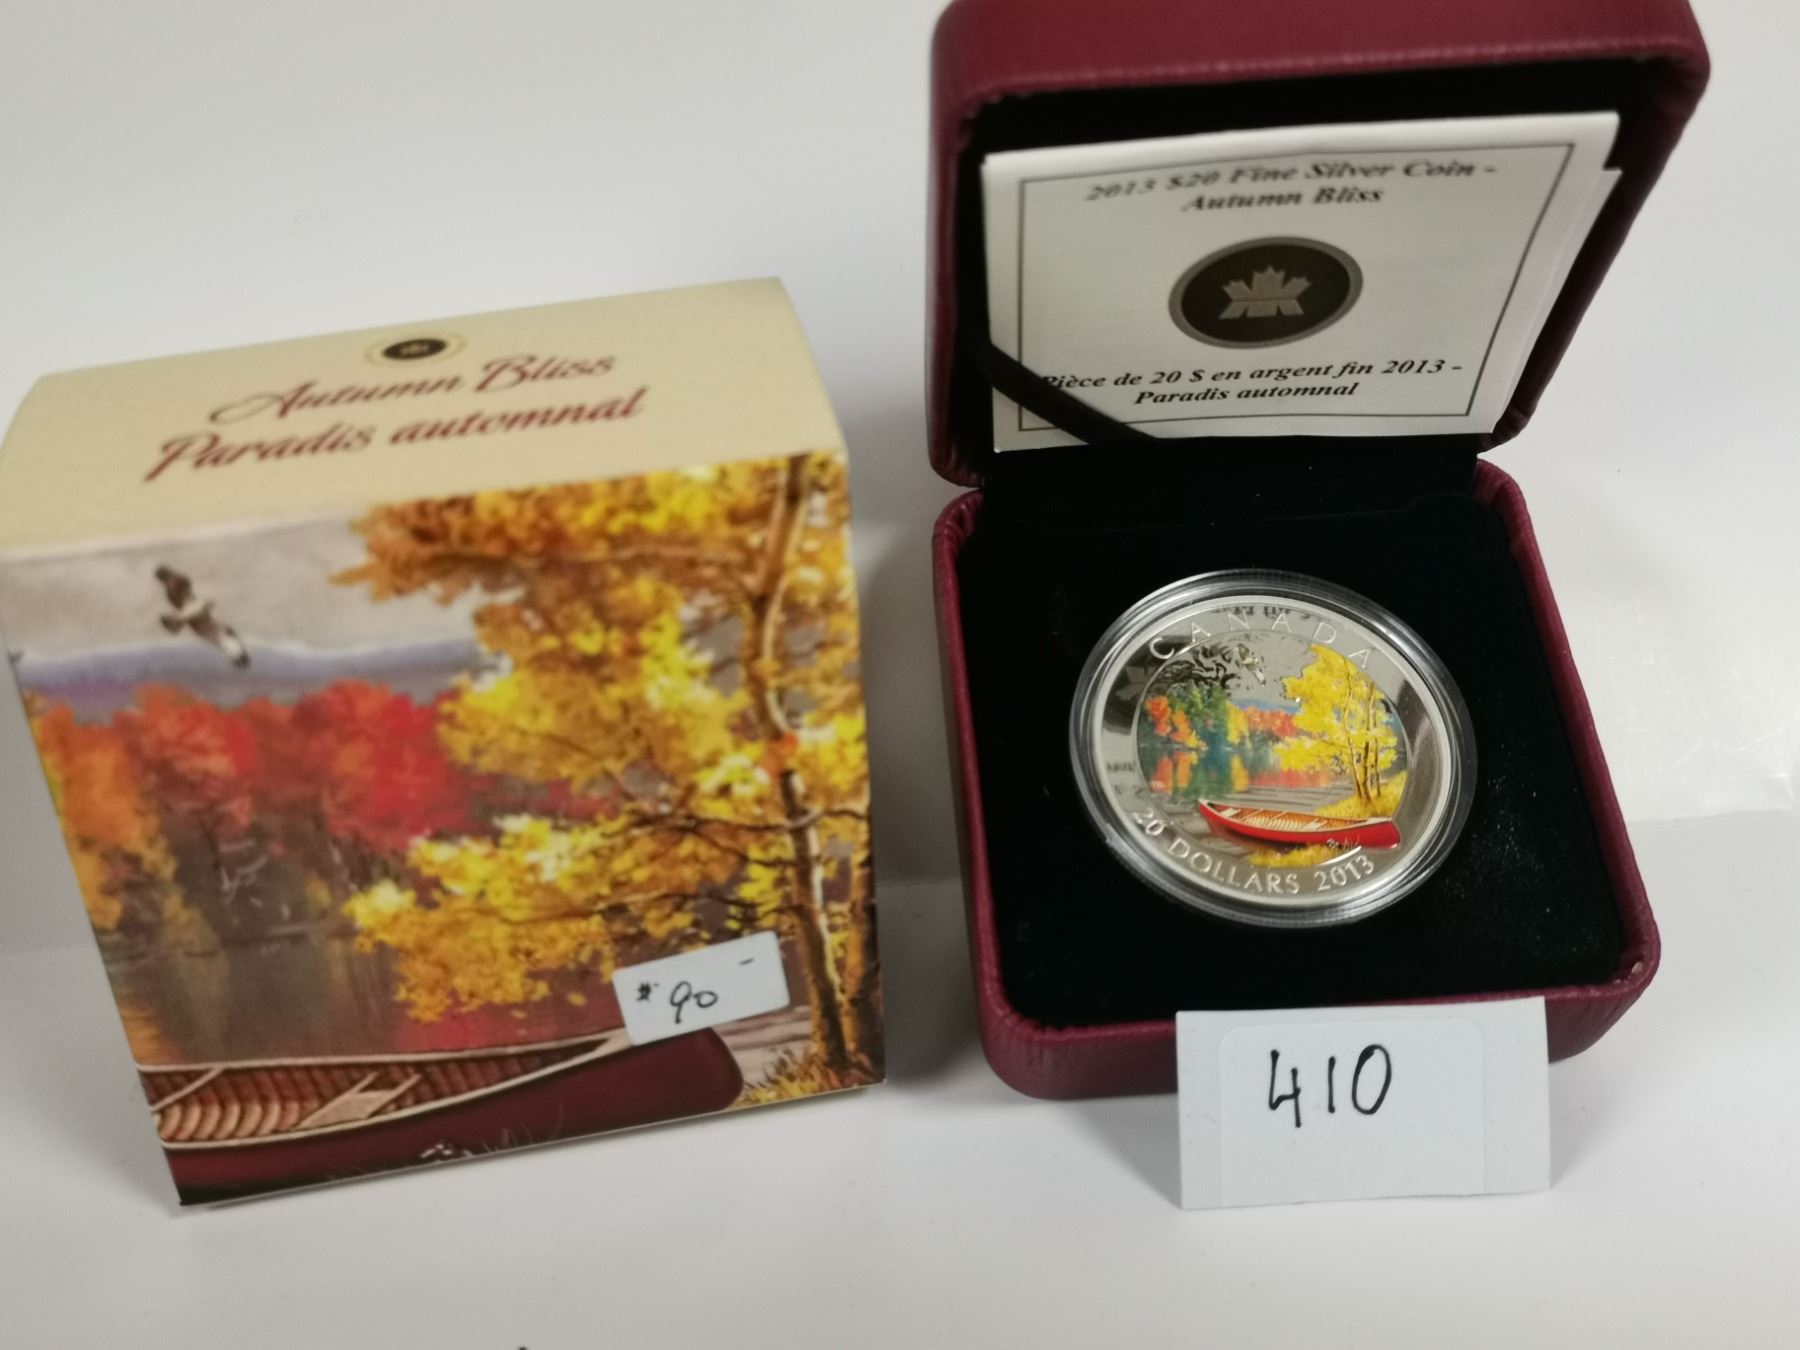 Autumn Bliss
Paradis automnal
$90 -
2013 $20 Fine Silver Coin -
Autumn Bliss
Pièce de 20 $ en argent fin 2013 -
Paradis automnal
CANADA
20 DOLLARS 2013
410